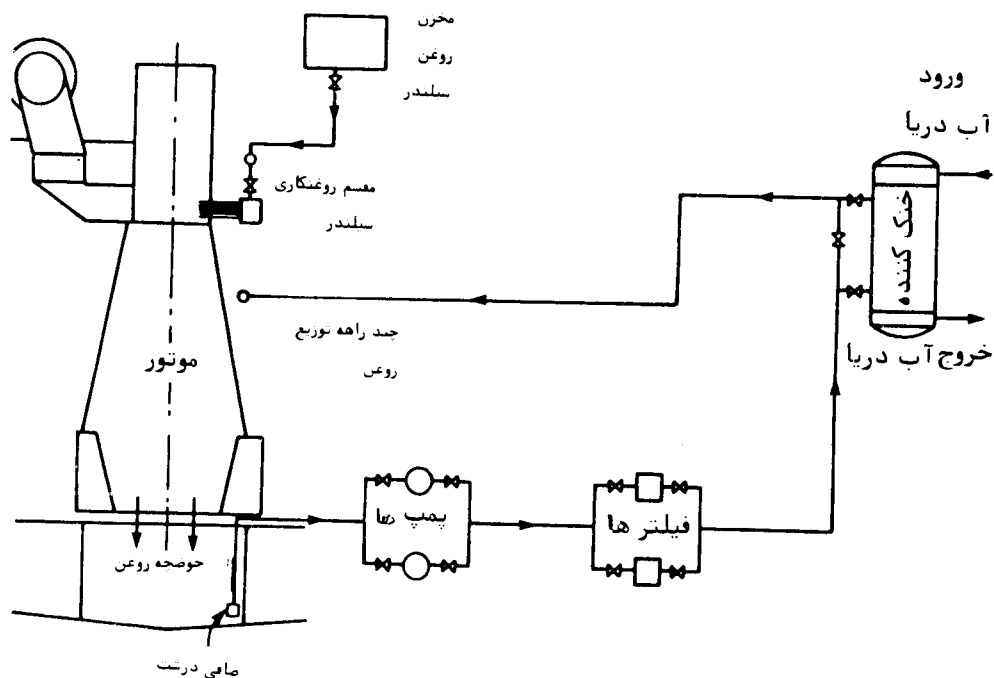 مخزن
روغن
سیلندر
ورود
آب دریا
مقسم روغنکاری
سیلندر
خنک کننده
چند راهه توزیع
روغن
خروج آب دریا
موتور
پمپ ها
فیلتر ها
حوضچه روغن
صافی درشت